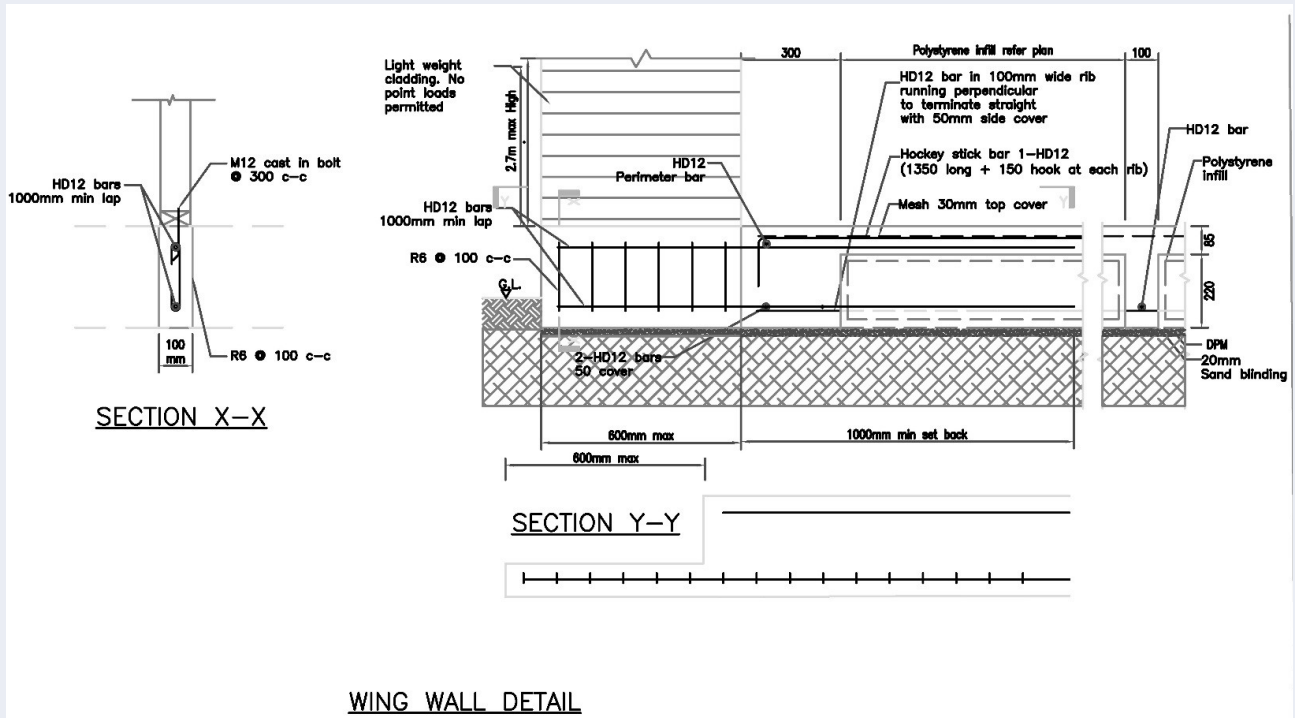 Light weight
cladding. No
point loads
permitted
2.7m max High
300
Polystyrene infill refer plan
100
HD12 bar in 100mm wide rib
running perpendicular
to terminate straight
with 50mm side cover
HD12 bar
Polystyrene
infill
Hockey stick bar 1-HD12
(1350 long + 150 hook at each rib)
Mesh 30mm top cover
HD12
Perimeter bar
M12 cast in bolt
@ 300 c-c
HD12 bars
1000mm min lap
HD12 bars
1000mm min lap
R6 @ 100 c-c
G.L.
Y
X
Y
85
220
100
mm
R6 @ 100 c-c
2-HD12 bars
50 cover
X
DPM
20mm
Sand blinding
SECTION X-X
600mm max
1000mm min set back
600mm max
SECTION Y-Y
WING WALL DETAIL